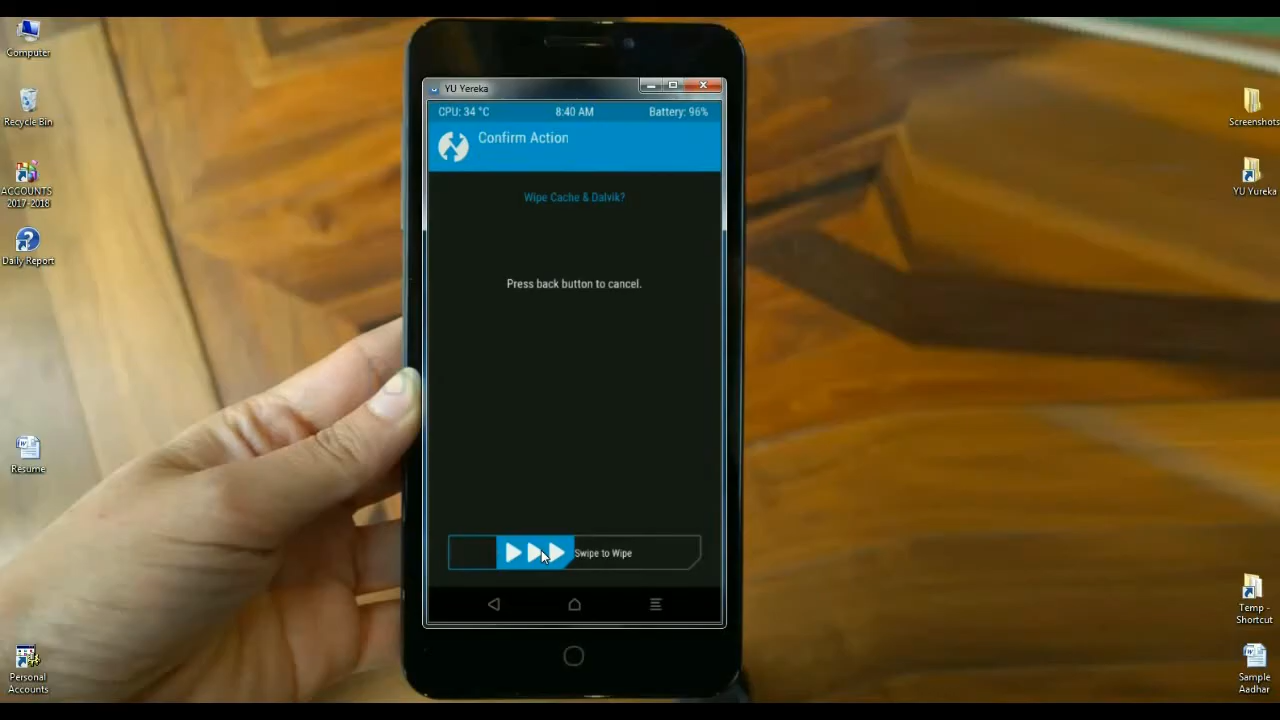 Computer
Recycle Bin
ACCOUNTS
2017-2018
Daily Report
Resume
Personal
Accounts
YU Yereka
CPU: 34 °C
8:40 AM
Battery: 96%
Confirm Action
Wipe Cache & Dalvik?
Press back button to cancel.
Swipe to Wipe
Screenshots
YU Yureka
Temp -
Shortcut
Sample
Aadhar